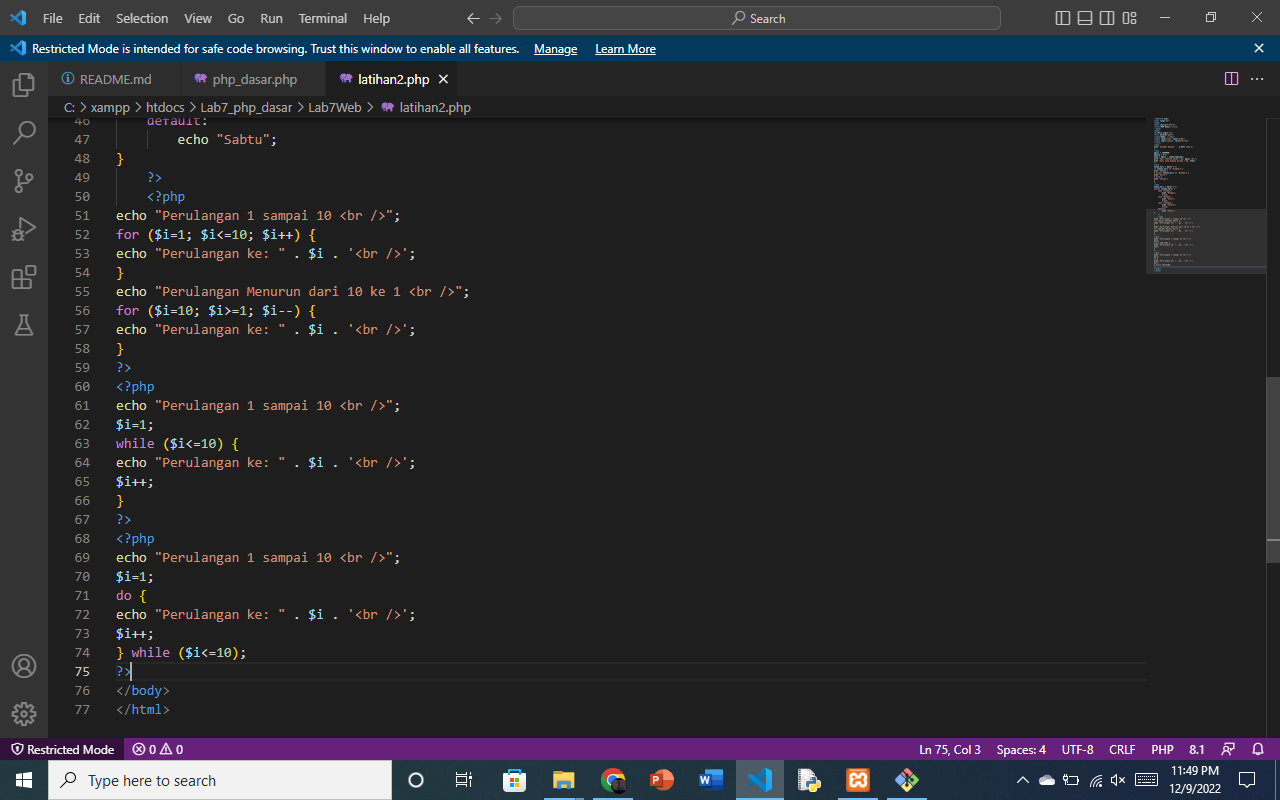 File Edit Selection View Go Run Terminal Help Search
Restricted Mode is intended for safe code browsing. Trust this window to enable all features. Manage Learn More
README.md php_dasar.php latihan2.php
C: > xampp > htdocs > Lab7_php_dasar > Lab7Web > latihan2.php
46 default:
47 echo "Sabtu";
48 }
49 ?>
50 <?php
51 echo "Perulangan 1 sampai 10 <br />";
52 for ($i=1; $i<=10; $i++) {
53 echo "Perulangan ke: " . $i . '<br />';
54 }
55 echo "Perulangan Menurun dari 10 ke 1 <br />";
56 for ($i=10; $i>=1; $i--) {
57 echo "Perulangan ke: " . $i . '<br />';
58 }
59 ?>
60 <?php
61 echo "Perulangan 1 sampai 10 <br />";
62 $i=1;
63 while ($i<=10) {
64 echo "Perulangan ke: " . $i . '<br />';
65 $i++;
66 }
67 ?>
68 <?php
69 echo "Perulangan 1 sampai 10 <br />";
70 $i=1;
71 do {
72 echo "Perulangan ke: " . $i . '<br />';
73 $i++;
74 } while ($i<=10);
75 ?>
76 </body>
77 </html>
Restricted Mode 0 0 Ln 75, Col 3 Spaces: 4 UTF-8 CRLF PHP 8.1
Type here to search
11:49 PM
12/9/2022